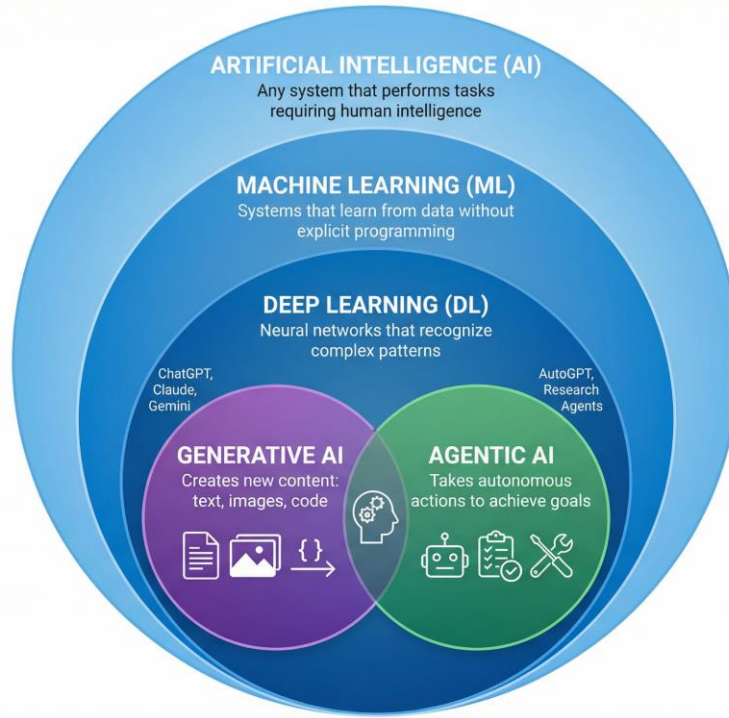 ARTIFICIAL INTELLIGENCE (AI)
Any system that performs tasks
requiring human intelligence
MACHINE LEARNING (ML)
Systems that learn from data without
explicit programming
DEEP LEARNING (DL)
Neural networks that recognize
complex patterns
ChatGPT,
Claude,
Gemini
AutoGPT,
Research
Agents
GENERATIVE AI
Creates new content:
text, images, code
{ }
AGENTIC AI
Takes autonomous
actions to achieve goals